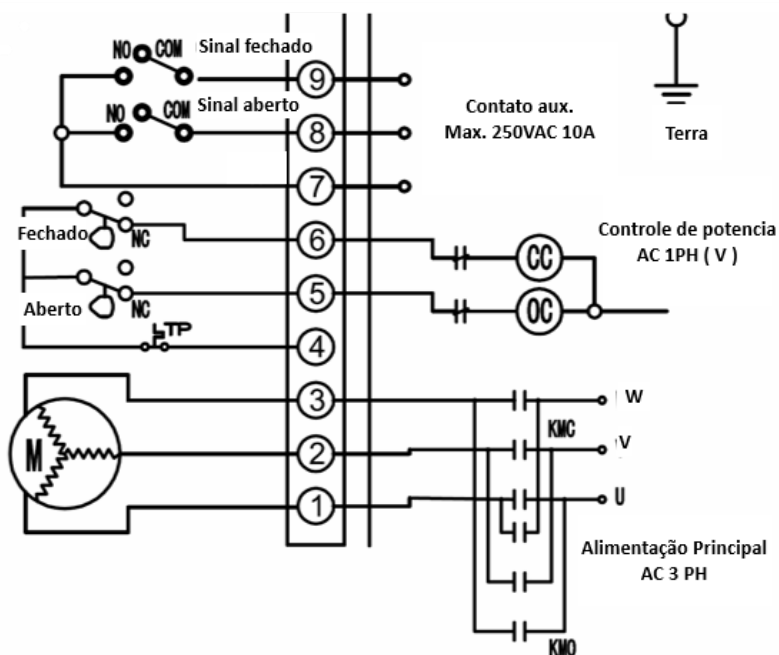 NO COM Sinal fechado
9
NO COM Sinal aberto
8
Contato aux.
Max. 250VAC 10A
Terra
7
Fechado
NC
6
CC
Controle de potencia
AC 1PH ( V )
Aberto
NC
5
OC
LTP
4
3
W
KMC
M
2
V
1
U
Alimentação Principal
AC 3 PH
KMO